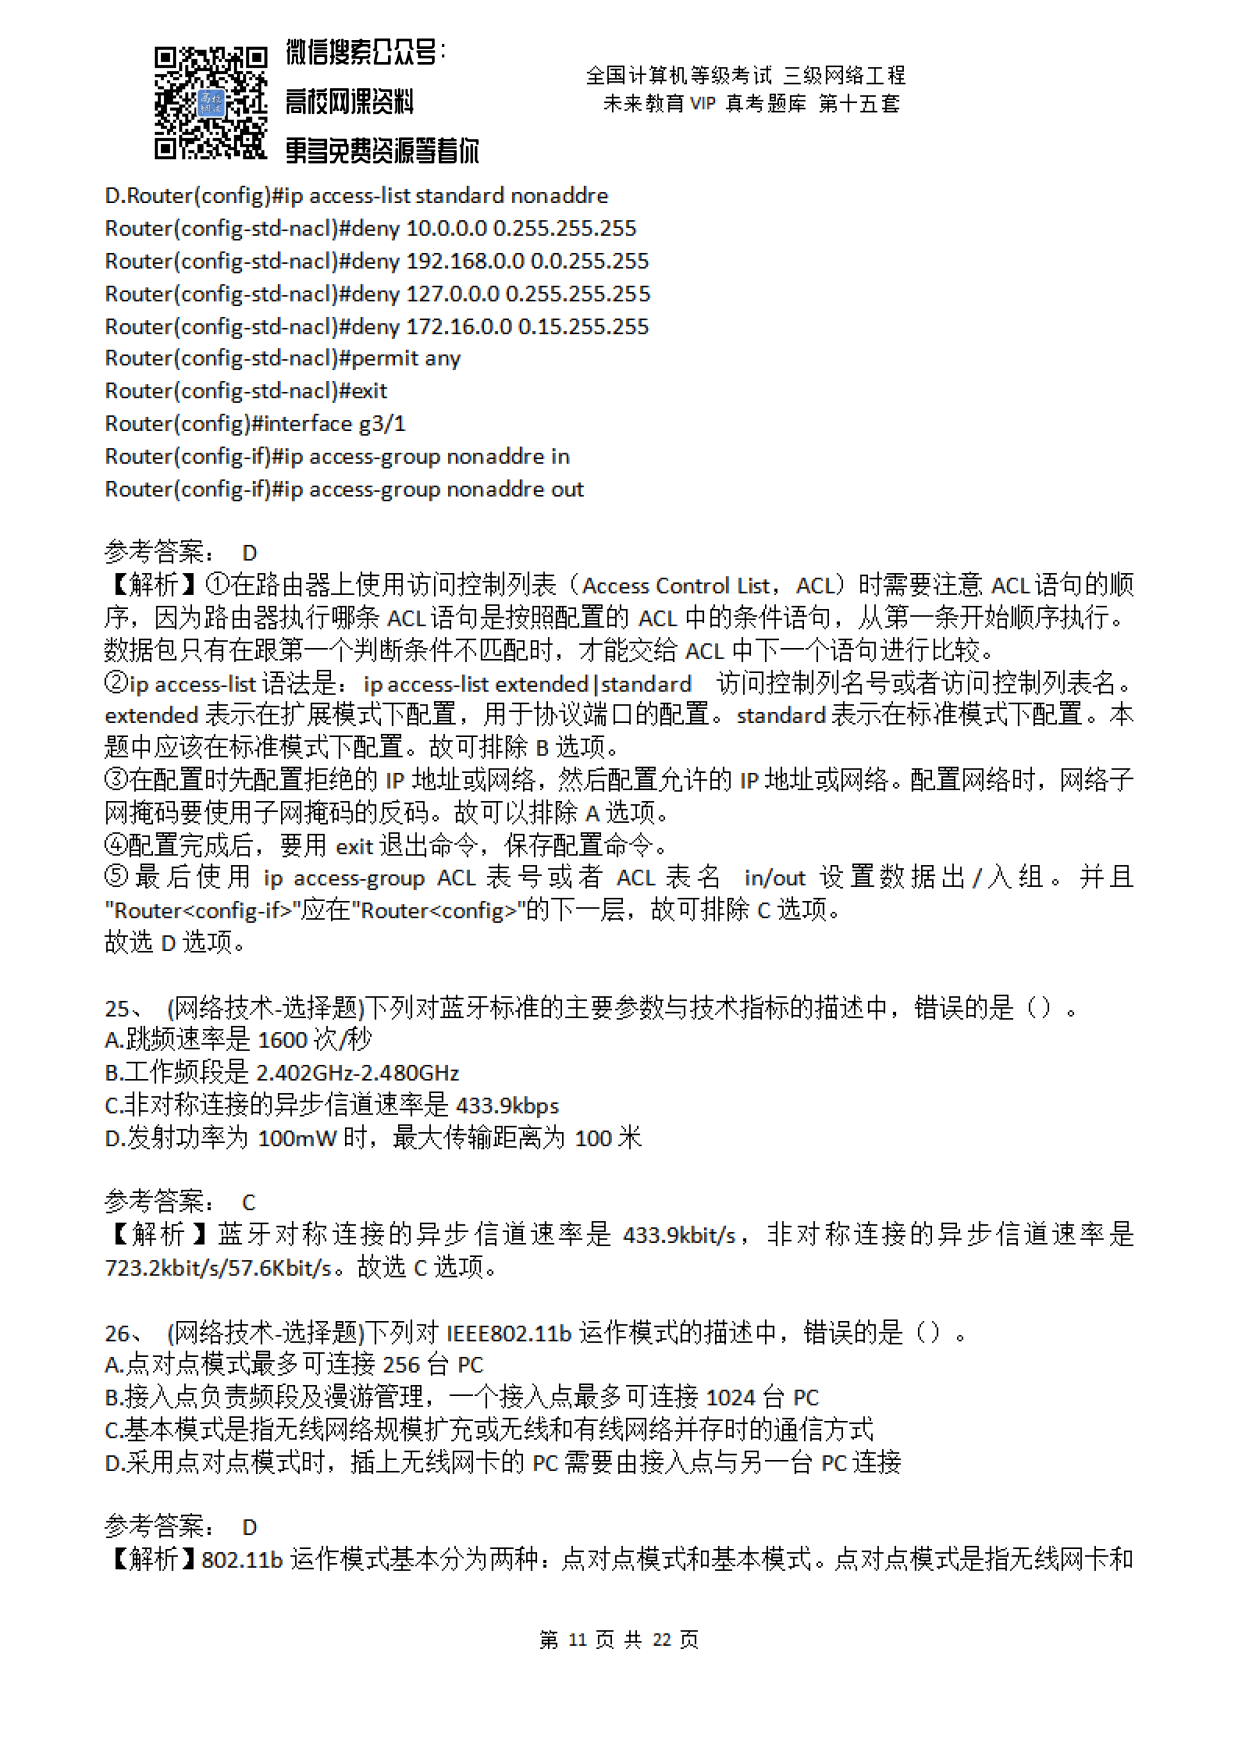 微信搜索公众号：
高校网课资料
更多免费资源等着你
全国计算机等级考试 三级网络工程
未来教育 VIP 真考题库 第十五套
D.Router(config)#ip access-list standard nonaddre
Router(config-std-nacl)#deny 10.0.0.0 0.255.255.255
Router(config-std-nacl)#deny 192.168.0.0 0.0.255.255
Router(config-std-nacl)#deny 127.0.0.0 0.255.255.255
Router(config-std-nacl)#deny 172.16.0.0 0.15.255.255
Router(config-std-nacl)#permit any
Router(config-std-nacl)#exit
Router(config)#interface g3/1
Router(config-if)#ip access-group nonaddre in
Router(config-if)#ip access-group nonaddre out
参考答案： D
【解析】①在路由器上使用访问控制列表（Access Control List，ACL）时需要注意 ACL 语句的顺
序，因为路由器执行哪条 ACL 语句是按照配置的 ACL 中的条件语句，从第一条开始顺序执行。
数据包只有在跟第一个判断条件不匹配时，才能交给 ACL 中下一个语句进行比较。
②ip access-list 语法是：ip access-list extended|standard 访问控制列名号或者访问控制列表名。
extended 表示在扩展模式下配置，用于协议端口的配置。standard 表示在标准模式下配置。本
题中应该在标准模式下配置。故可排除 B 选项。
③在配置时先配置拒绝的 IP 地址或网络，然后配置允许的 IP 地址或网络。配置网络时，网络子
网掩码要使用子网掩码的反码。故可以排除 A 选项。
④配置完成后，要用 exit 退出命令，保存配置命令。
⑤最后使用 ip access-group ACL 表号或者 ACL 表名 in/out 设置数据出/入组。并且
"Router<config-if>"应在"Router<config>"的下一层，故可排除 C 选项。
故选 D 选项。
25、 (网络技术-选择题)下列对蓝牙标准的主要参数与技术指标的描述中，错误的是（）。
A.跳频速率是 1600 次/秒
B.工作频段是 2.402GHz-2.480GHz
C.非对称连接的异步信道速率是 433.9kbps
D.发射功率为 100mW 时，最大传输距离为 100 米
参考答案： C
【解析】蓝牙对称连接的异步信道速率是 433.9kbit/s，非对称连接的异步信道速率是
723.2kbit/s/57.6Kbit/s。故选 C 选项。
26、 (网络技术-选择题)下列对 IEEE802.11b 运作模式的描述中，错误的是（）。
A.点对点模式最多可连接 256 台 PC
B.接入点负责频段及漫游管理，一个接入点最多可连接 1024 台 PC
C.基本模式是指无线网络规模扩充或无线和有线网络并存时的通信方式
D.采用点对点模式时，插上无线网卡的 PC 需要由接入点与另一台 PC 连接
参考答案： D
【解析】802.11b 运作模式基本分为两种：点对点模式和基本模式。点对点模式是指无线网卡和
第 11 页 共 22 页